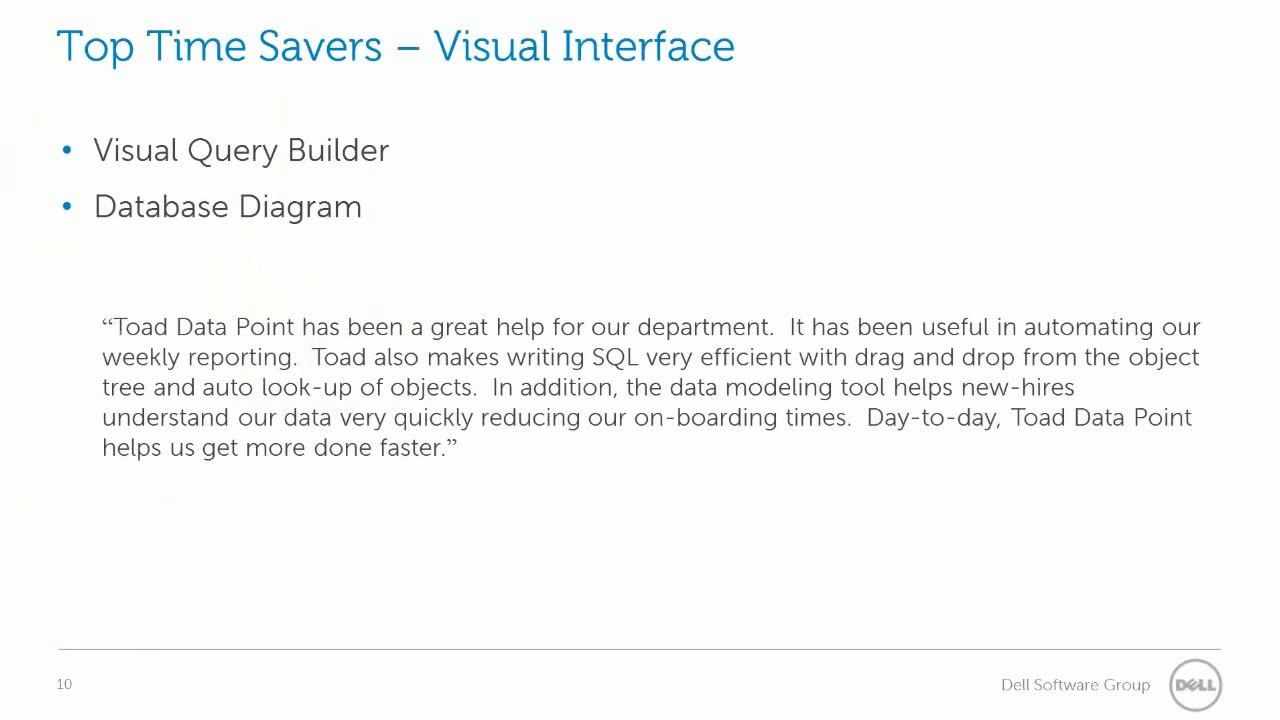 Top Time Savers – Visual Interface
• Visual Query Builder
• Database Diagram
“Toad Data Point has been a great help for our department.  It has been useful in automating our
weekly reporting.  Toad also makes writing SQL very efficient with drag and drop from the object
tree and auto look-up of objects.  In addition, the data modeling tool helps new-hires
understand our data very quickly reducing our on-boarding times.  Day-to-day, Toad Data Point
helps us get more done faster.”
10
Dell Software Group
DELL